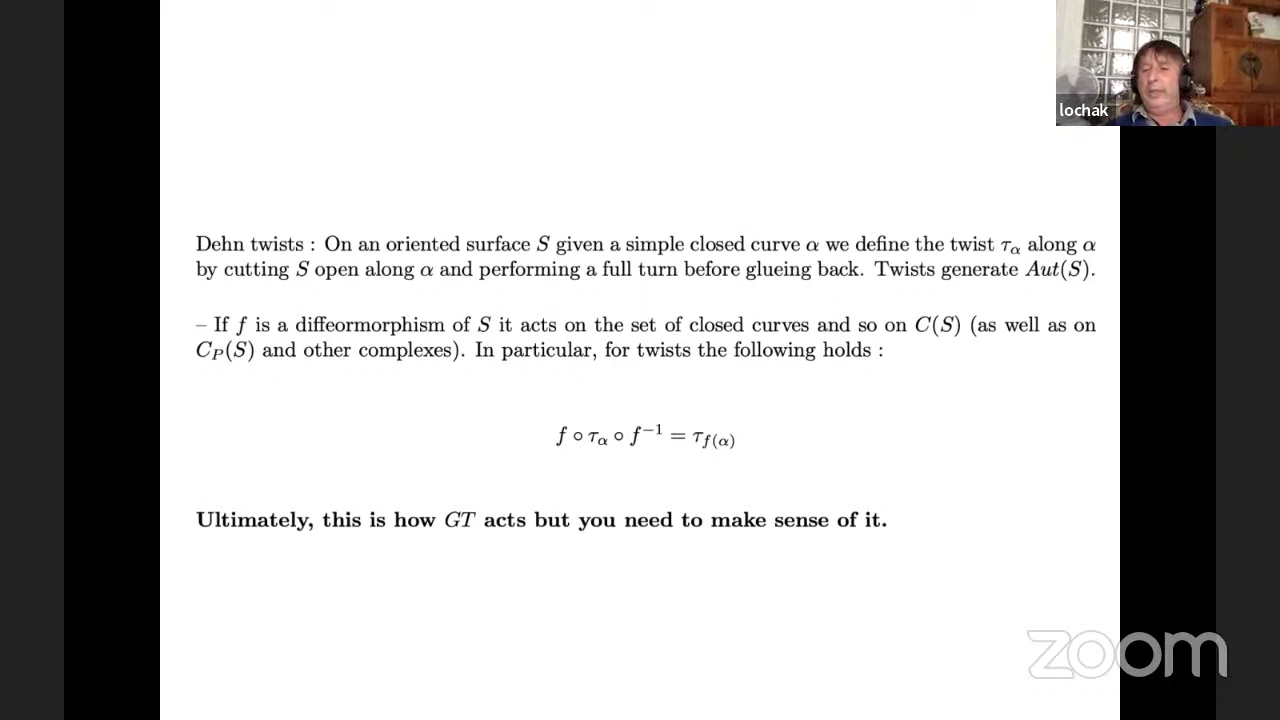 lochak
Dehn twists : On an oriented surface S given a simple closed curve α we define the twist τ_α along α
by cutting S open along α and performing a full turn before glueing back. Twists generate Aut(S).
– If f is a diffeormorphism of S it acts on the set of closed curves and so on C(S) (as well as on
C_P(S) and other complexes). In particular, for twists the following holds :
f ∘ τ_α ∘ f^{-1} = τ_{f(α)}
Ultimately, this is how GT acts but you need to make sense of it.
zoom